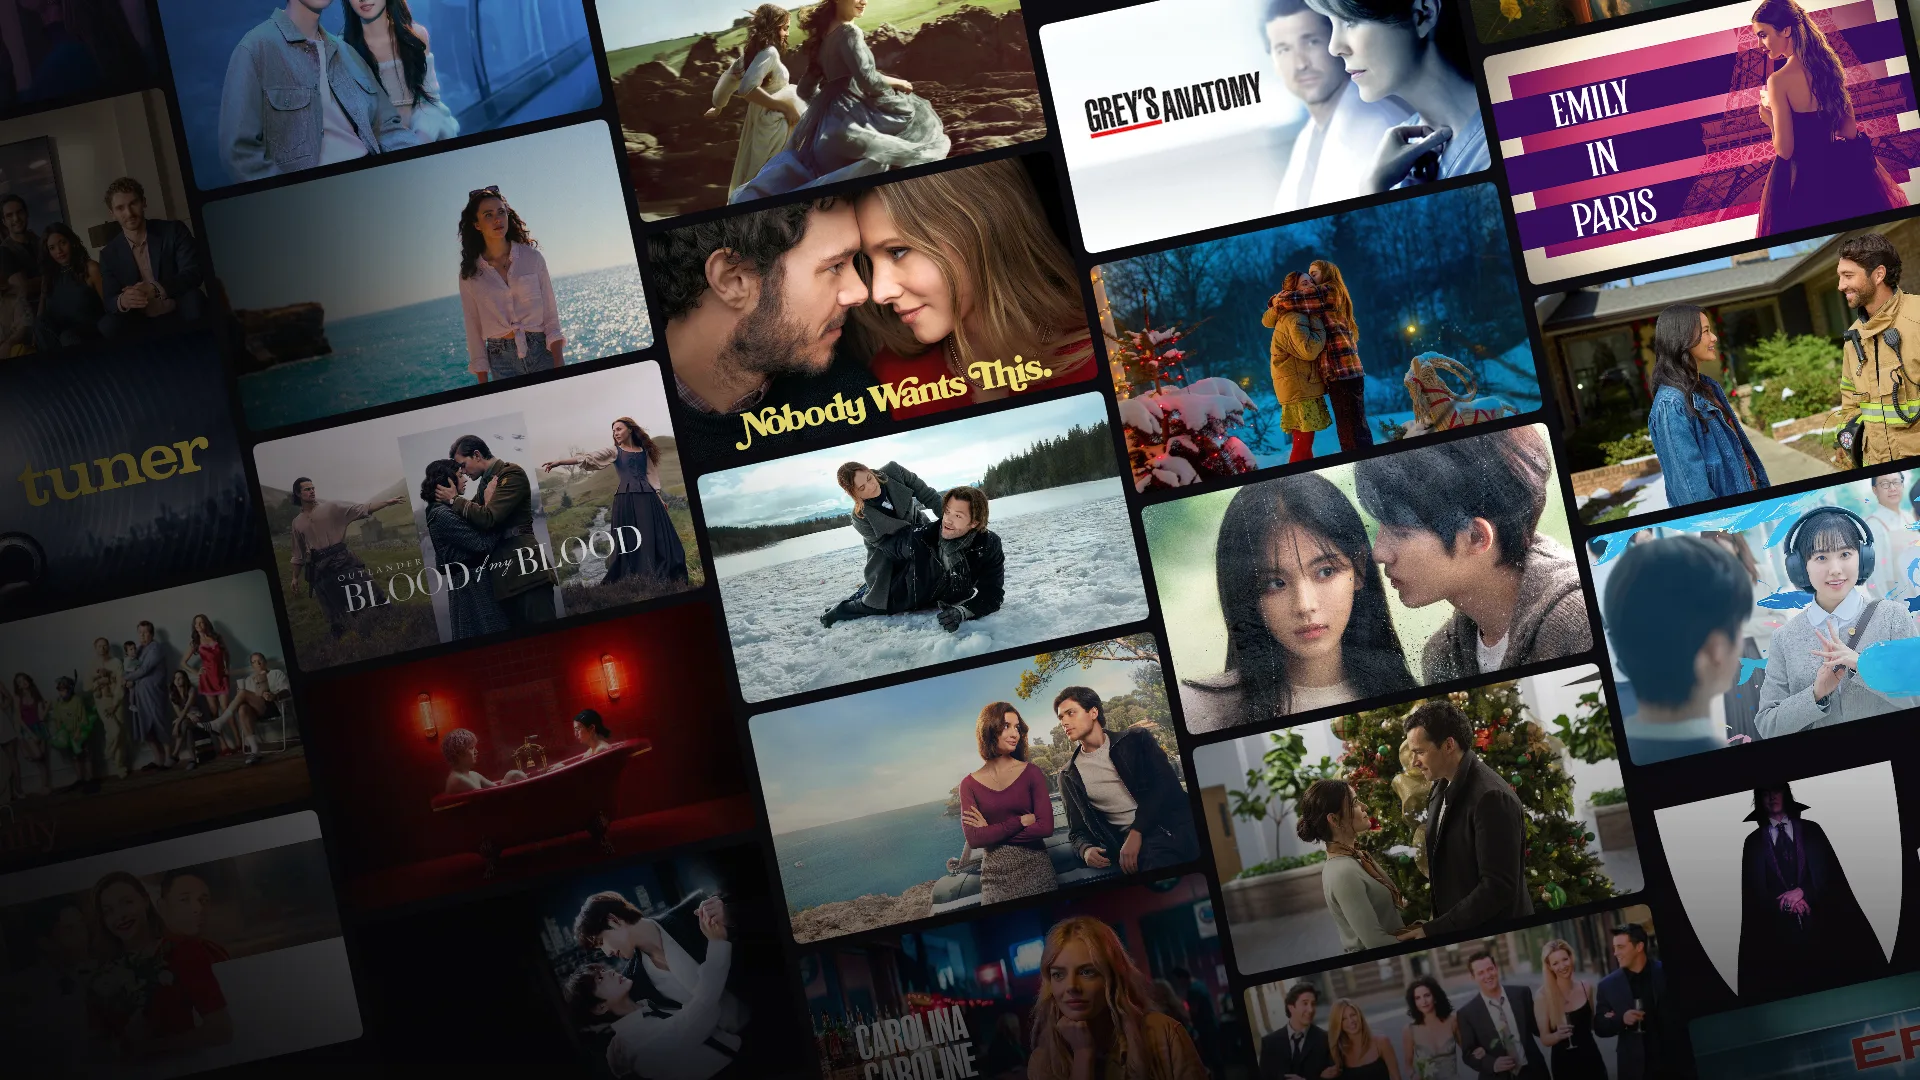 GREY'S ANATOMY
EMILY
IN
PARIS
Nobody Wants This.
tuner
OUTLANDER
BLOOD of my BLOOD
CAROLINA
CAROLINE